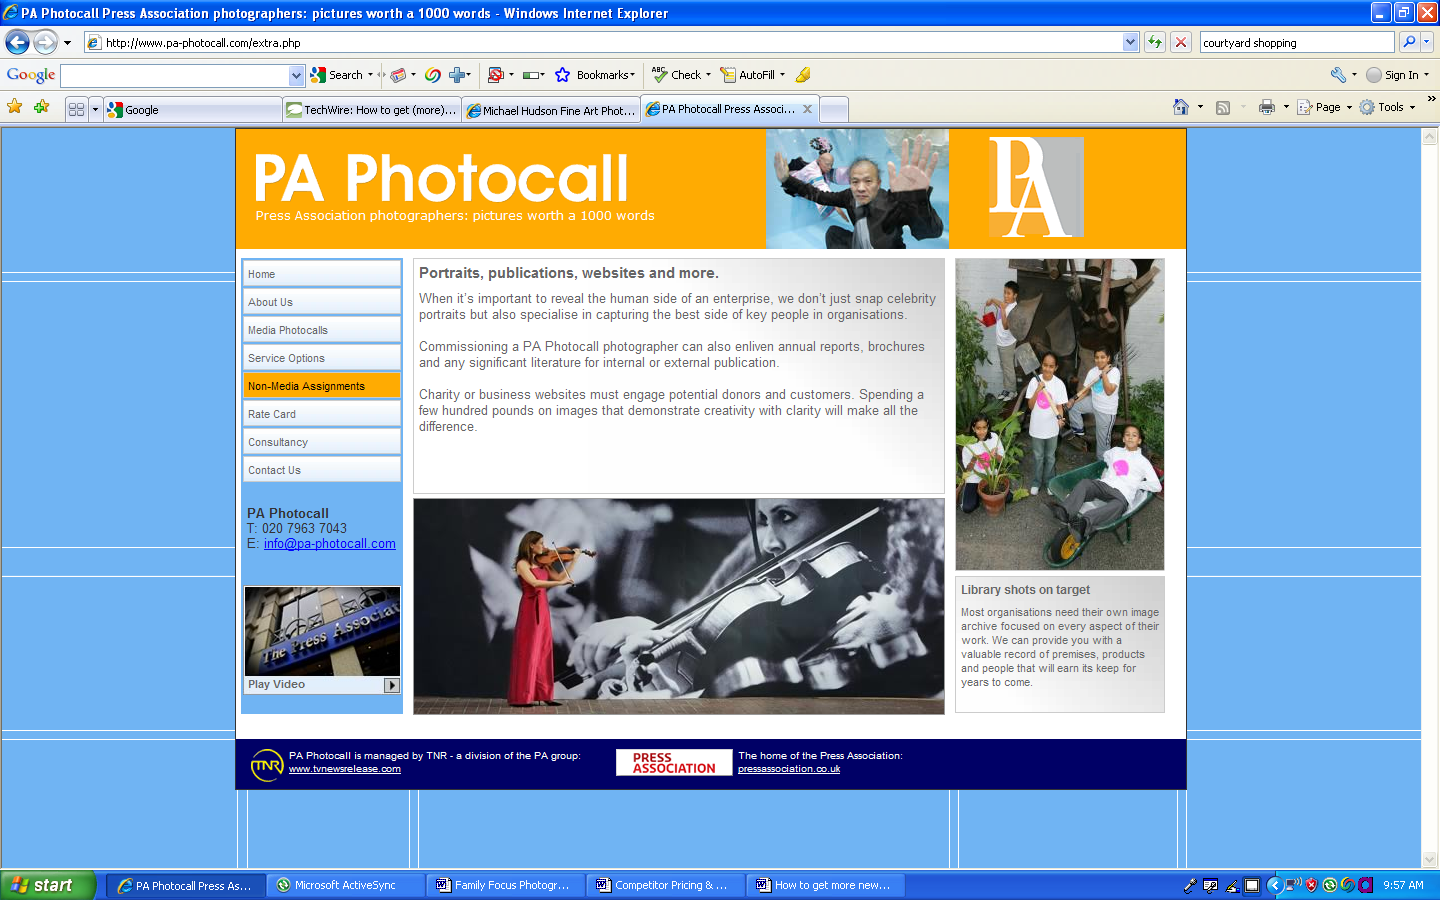 PA Photocall Press Association photographers: pictures worth a 1000 words - Windows Internet Explorer
http://www.pa-photocall.com/extra.php
courtyard shopping
Google
Search
Bookmarks
ABC
Check
AutoFill
Sign In
Google
TechWire: How to get (more)...
Michael Hudson Fine Art Phot...
PA Photocall Press Associ...
Page
Tools
PA Photocall
Press Association photographers: pictures worth a 1000 words
PA
Home
About Us
Media Photocalls
Service Options
Non-Media Assignments
Rate Card
Consultancy
Contact Us
PA Photocall
T: 020 7963 7043
E: info@pa-photocall.com
The Press Associat
Play Video
Portraits, publications, websites and more.
When it's important to reveal the human side of an enterprise, we don't just snap celebrity
portraits but also specialise in capturing the best side of key people in organisations.
Commissioning a PA Photocall photographer can also enliven annual reports, brochures
and any significant literature for internal or external publication.
Charity or business websites must engage potential donors and customers. Spending a
few hundred pounds on images that demonstrate creativity with clarity will make all the
difference.
Library shots on target
Most organisations need their own image
archive focused on every aspect of their
work. We can provide you with a
valuable record of premises, products
and people that will earn its keep for
years to come.
TNR
PA Photocall is managed by TNR - a division of the PA group:
www.tvnewsrelease.com
PRESS
ASSOCIATION
The home of the Press Association:
pressassociation.co.uk
start
PA Photocall Press As...
Microsoft ActiveSync
Family Focus Photogr...
Competitor Pricing & ...
How to get more new...
9:57 AM